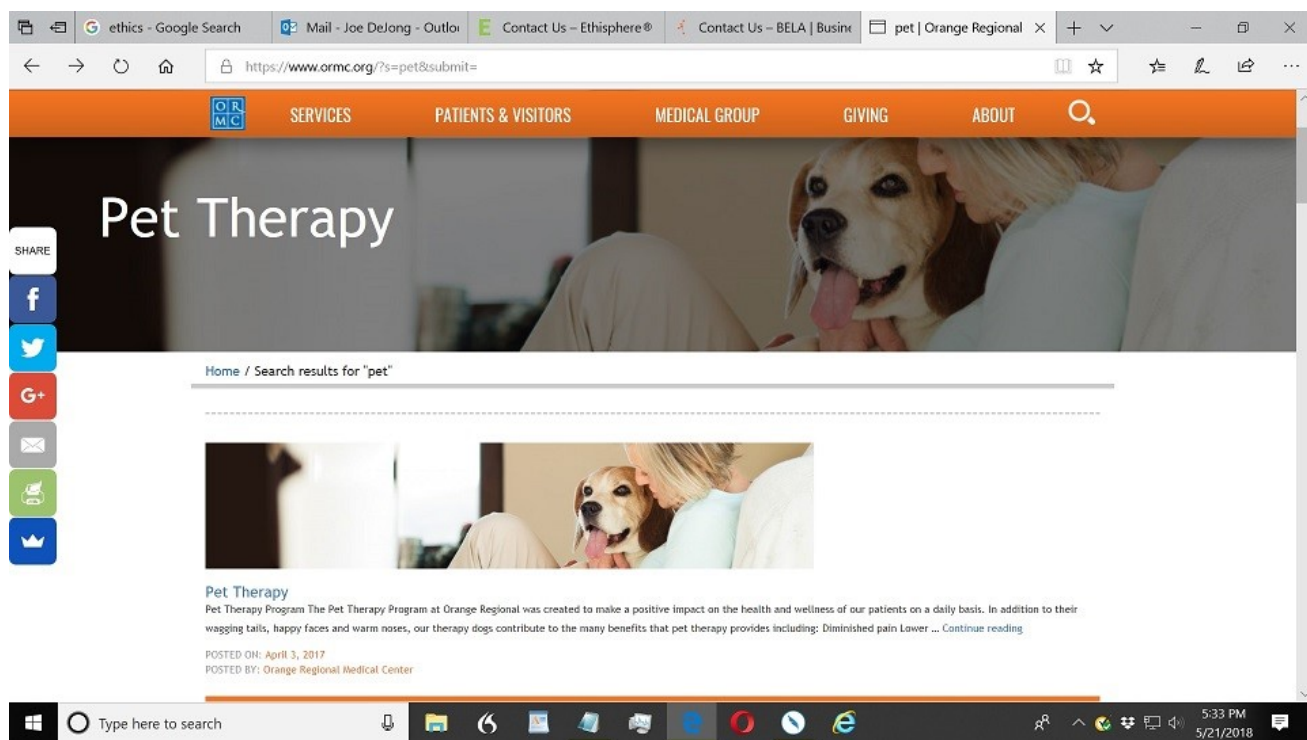 ethics - Google Search
Mail - Joe DeJong - Outlo
Contact Us – Ethisphere®
Contact Us – BELA | Busine
pet | Orange Regional
https://www.ormc.org/?s=pet&submit=
OR
MC
SERVICES
PATIENTS & VISITORS
MEDICAL GROUP
GIVING
ABOUT
Pet Therapy
SHARE
f
G+
Home / Search results for "pet"
Pet Therapy
Pet Therapy Program The Pet Therapy Program at Orange Regional was created to make a positive impact on the health and wellness of our patients on a daily basis. In addition to their
wagging tails, happy faces and warm noses, our therapy dogs contribute to the many benefits that pet therapy provides including: Diminished pain Lower ... Continue reading
POSTED ON: April 3, 2017
POSTED BY: Orange Regional Medical Center
Type here to search
5:33 PM
5/21/2018